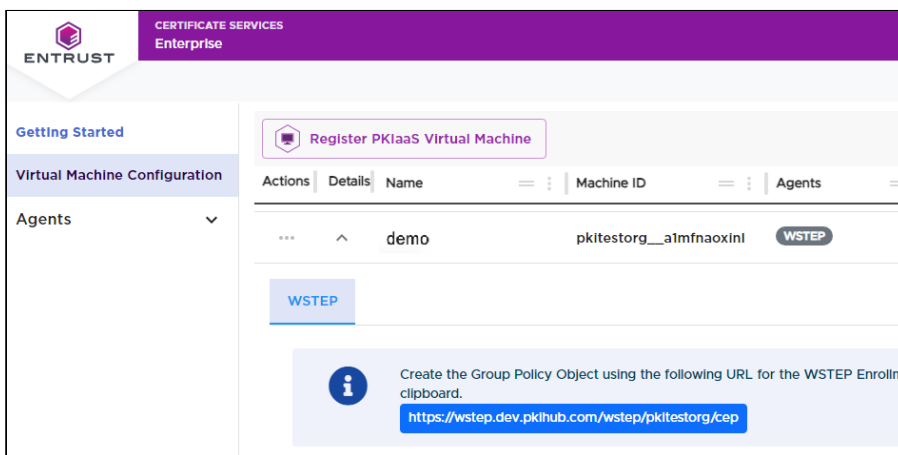 CERTIFICATE SERVICES
Enterprise
ENTRUST
Getting Started
Virtual Machine Configuration
Agents
Register PKIaaS Virtual Machine
Actions Details Name Machine ID Agents
demo pkitestorg__a1mfnaoxinl WSTEP
WSTEP
Create the Group Policy Object using the following URL for the WSTEP
clipboard.
https://wstep.dev.pkihub.com/wstep/pkitestorg/cep